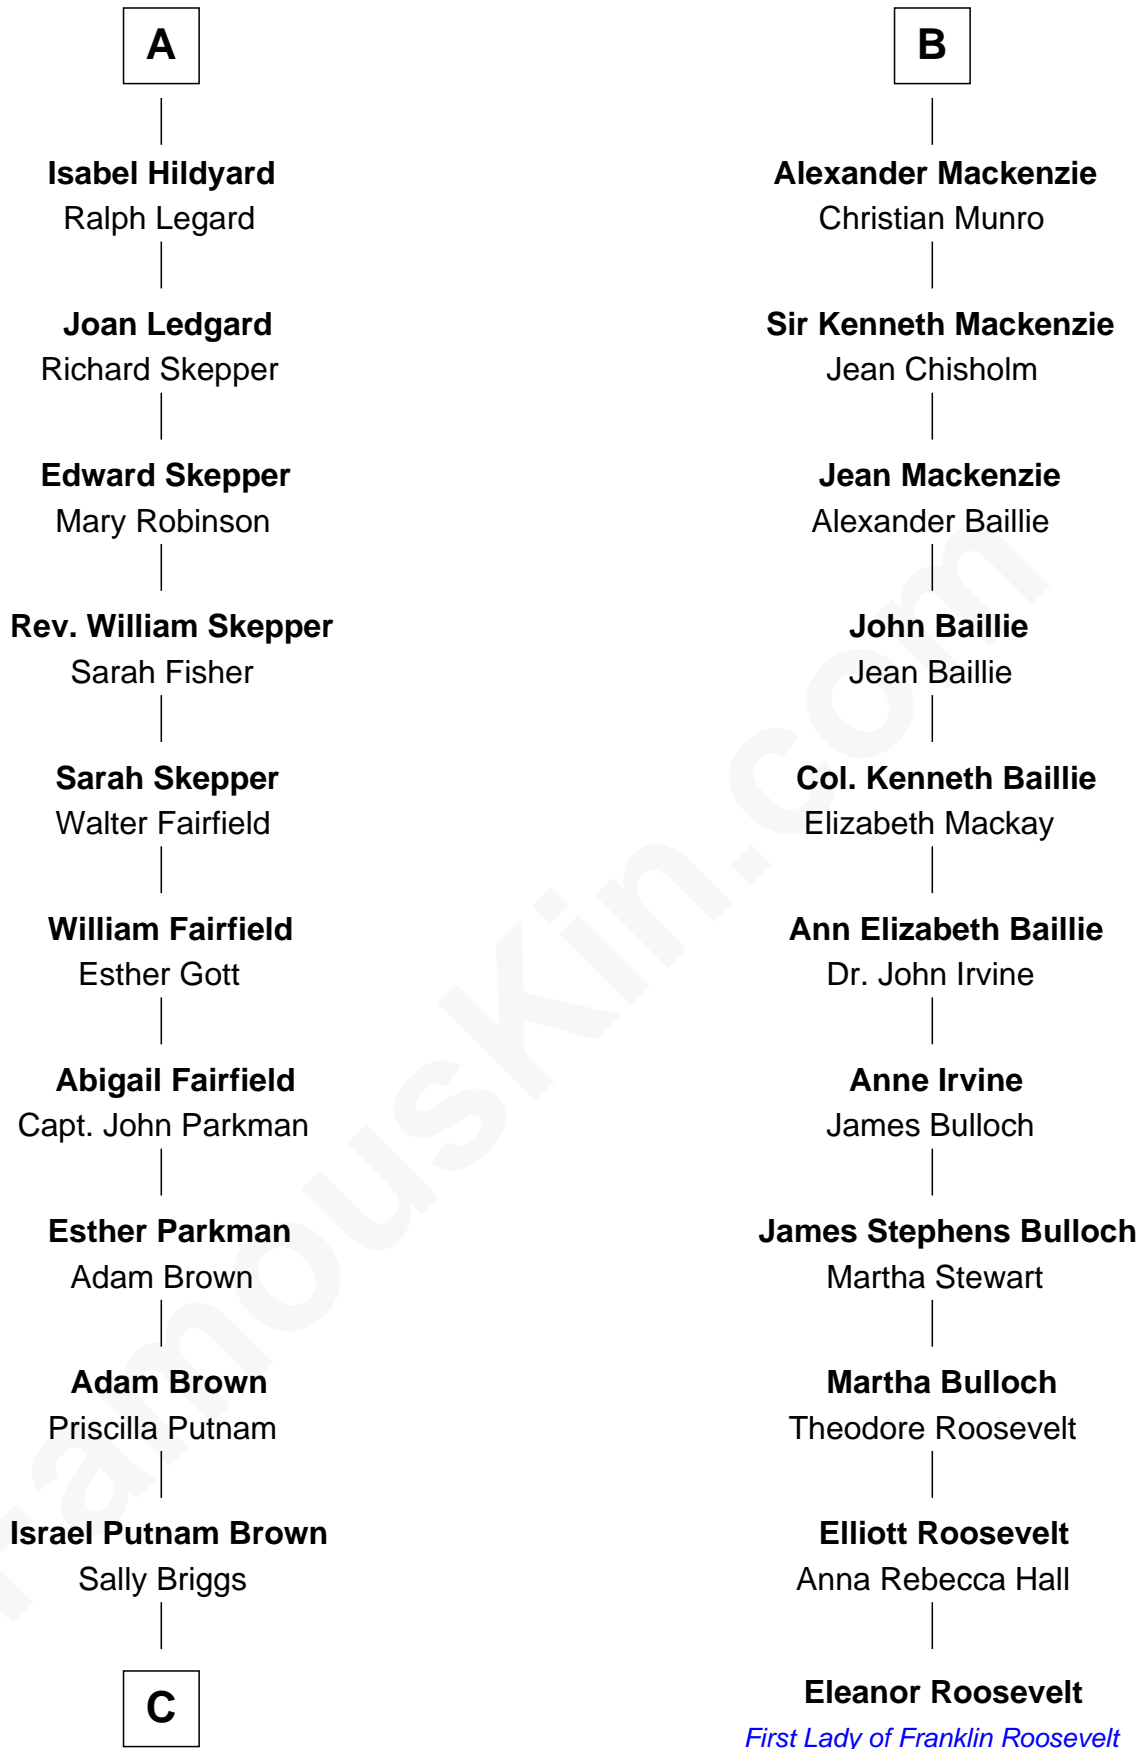 A
Isabel Hildyard
Ralph Legard
Joan Ledgard
Richard Skepper
Edward Skepper
Mary Robinson
Rev. William Skepper
Sarah Fisher
Sarah Skepper
Walter Fairfield
William Fairfield
Esther Gott
Abigail Fairfield
Capt. John Parkman
Esther Parkman
Adam Brown
Adam Brown
Priscilla Putnam
Israel Putnam Brown
Sally Briggs
C
B
Alexander Mackenzie
Christian Munro
Sir Kenneth Mackenzie
Jean Chisholm
Jean Mackenzie
Alexander Baillie
John Baillie
Jean Baillie
Col. Kenneth Baillie
Elizabeth Mackay
Ann Elizabeth Baillie
Dr. John Irvine
Anne Irvine
James Bulloch
James Stephens Bulloch
Martha Stewart
Martha Bulloch
Theodore Roosevelt
Elliott Roosevelt
Anna Rebecca Hall
Eleanor Roosevelt
First Lady of Franklin Roosevelt
FamousKin.com